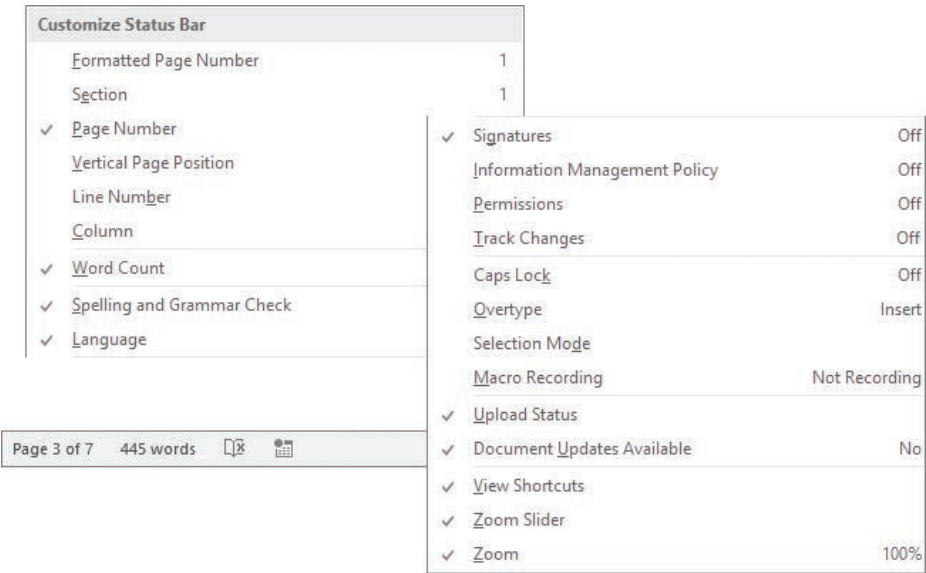 Customize Status Bar
Formatted Page Number 1
Section 1
Page Number
Vertical Page Position
Line Number
Column
Word Count
Spelling and Grammar Check
Language
Signatures Off
Information Management Policy Off
Permissions Off
Track Changes Off
Caps Lock Off
Overtype Insert
Selection Mode
Macro Recording Not Recording
Upload Status
Document Updates Available No
View Shortcuts
Zoom Slider
Zoom 100%
Page 3 of 7 445 words